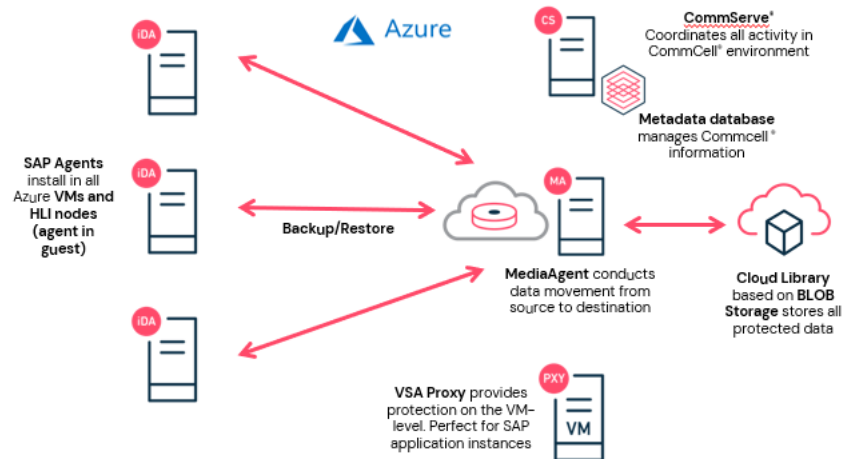 iDA
Azure
CS
CommServe®
Coordinates all activity in
CommCell® environment
Metadata database
manages Commcell®
information
SAP Agents
install in all
Azure VMs and
HLI nodes
(agent in
guest)
iDA
Backup/Restore
MA
MediaAgent conducts
data movement from
source to destination
Cloud Library
based on BLOB
Storage stores all
protected data
iDA
VSA Proxy provides
protection on the VM-
level. Perfect for SAP
application instances
PXY
VM